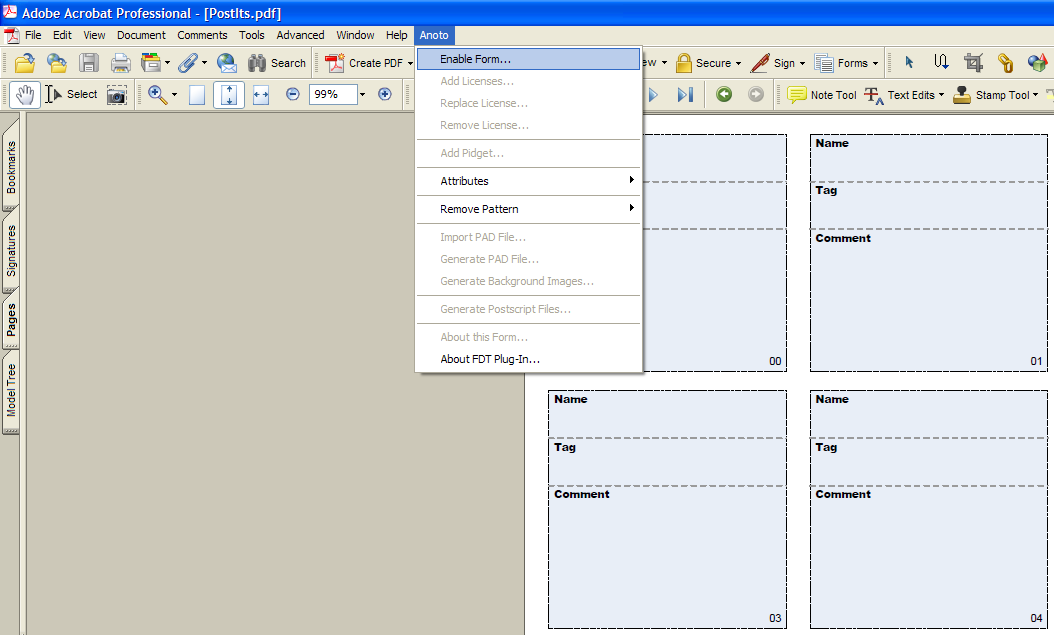 Adobe Acrobat Professional - [PostIts.pdf]
File Edit View Document Comments Tools Advanced Window Help Anoto
Search Create PDF ew Secure Sign Forms
Select 99% Note Tool Text Edits Stamp Tool
Enable Form...
Add Licenses...
Replace License...
Remove License...
Add Pidget...
Attributes
Remove Pattern
Import PAD File...
Generate PAD File...
Generate Background Images...
Generate Postscript Files...
About this Form...
About FDT Plug-In...
Bookmarks
Signatures
Pages
Model Tree
00
Name
Tag
Comment
01
Name
Tag
Comment
03
Name
Tag
Comment
04